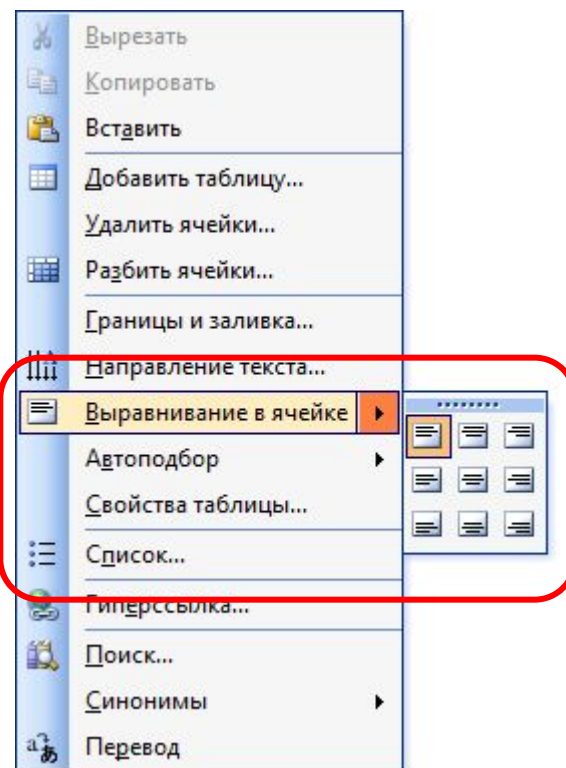 Вырезать
Копировать
Вставить
Добавить таблицу...
Удалить ячейки...
Разбить ячейки...
Границы и заливка...
Направление текста...
Выравнивание в ячейке
Автоподбор
Свойства таблицы...
Список...
Гиперссылка...
Поиск...
Синонимы
Перевод